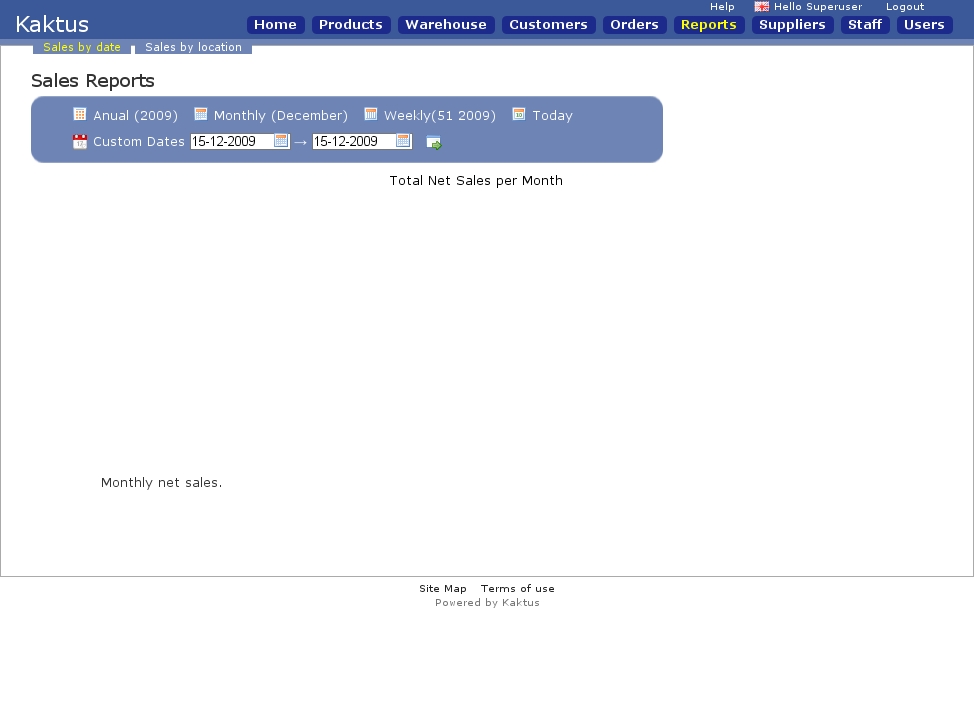 Help Hello Superuser Logout
Kaktus Home Products Warehouse Customers Orders Reports Suppliers Staff Users
Sales by date Sales by location
Sales Reports
Anual (2009) Monthly (December) Weekly(51 2009) Today
Custom Dates 15-12-2009 → 15-12-2009
Total Net Sales per Month
Monthly net sales.
Site Map Terms of use
Powered by Kaktus